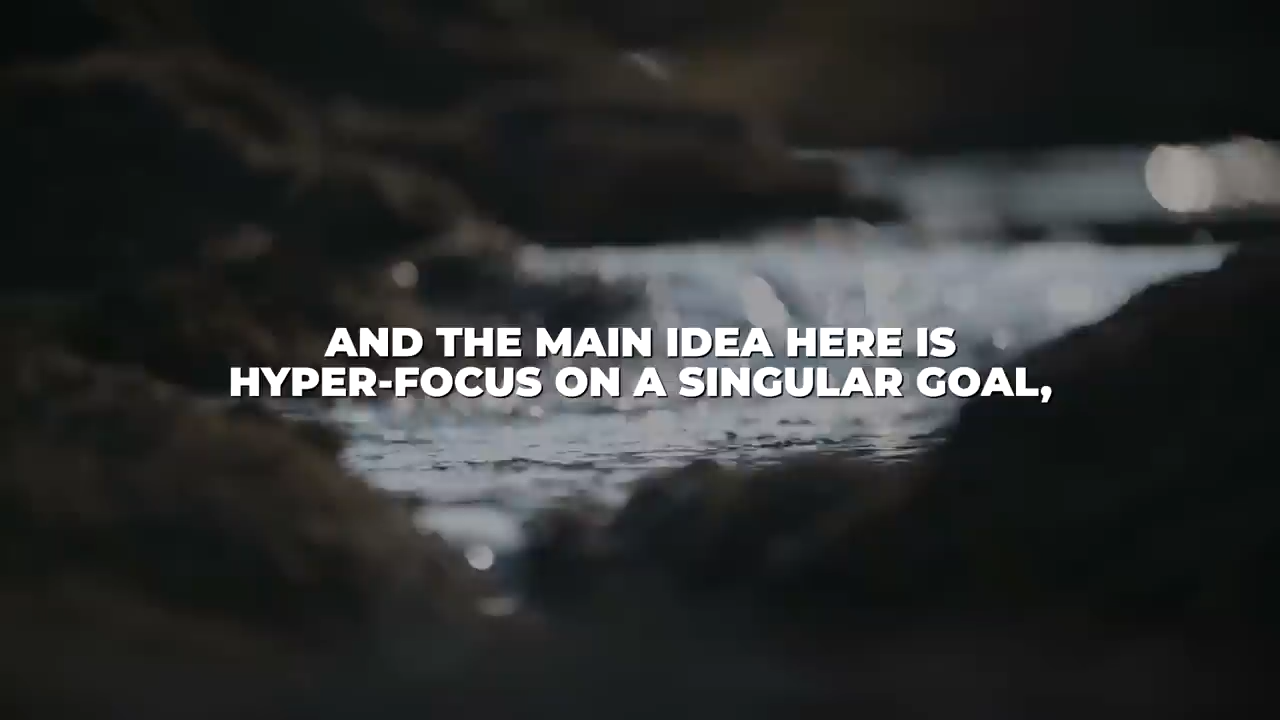 AND THE MAIN IDEA HERE IS
HYPER-FOCUS ON A SINGULAR GOAL,